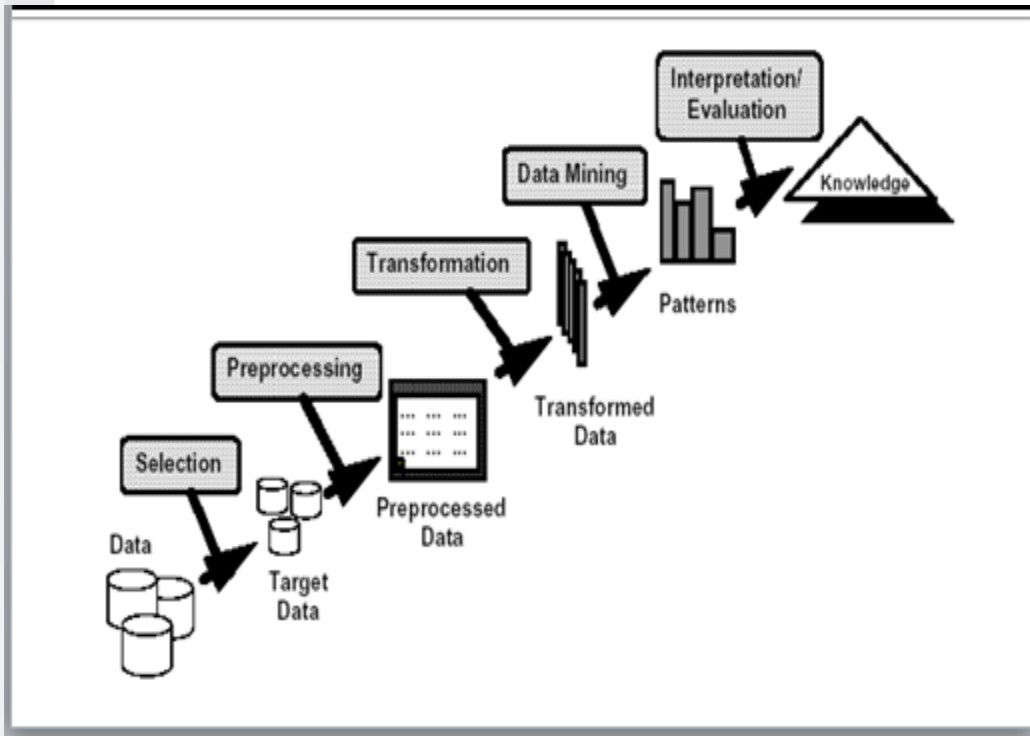 Interpretation/
Evaluation
Knowledge
Data Mining
Patterns
Transformation
Transformed
Data
Preprocessing
Preprocessed
Data
Selection
Target
Data
Data